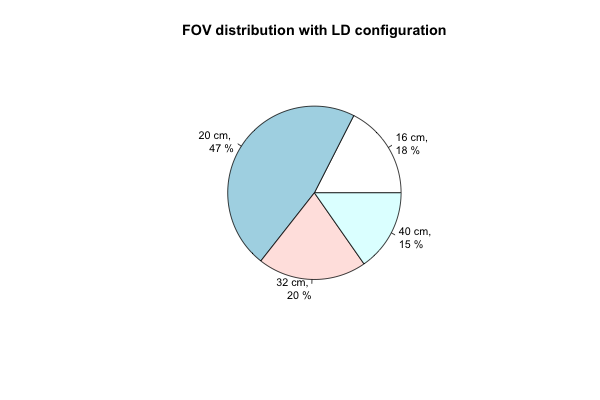 FOV distribution with LD configuration
20 cm,
47 %
16 cm,
18 %
40 cm,
15 %
32 cm,
20 %